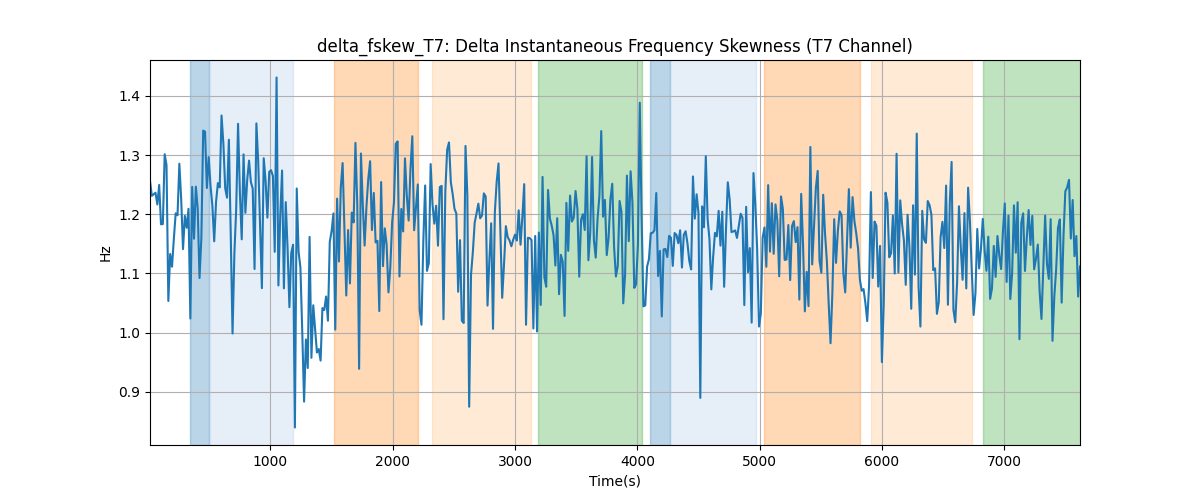 delta_fskew_T7: Delta Instantaneous Frequency Skewness (T7 Channel)
1.4
1.3
1.2
1.1
1.0
0.9
Hz
1000 2000 3000 4000 5000 6000 7000
Time(s)